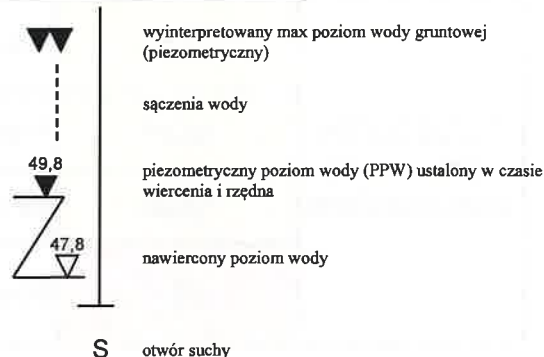 wyinterpretowany max poziom wody gruntowej
(piezometryczny)
sączenia wody
49,8
piezometryczny poziom wody (PPW) ustalony w czasie
wiercenia i rzędna
47,8
nawiercony poziom wody
S otwór suchy